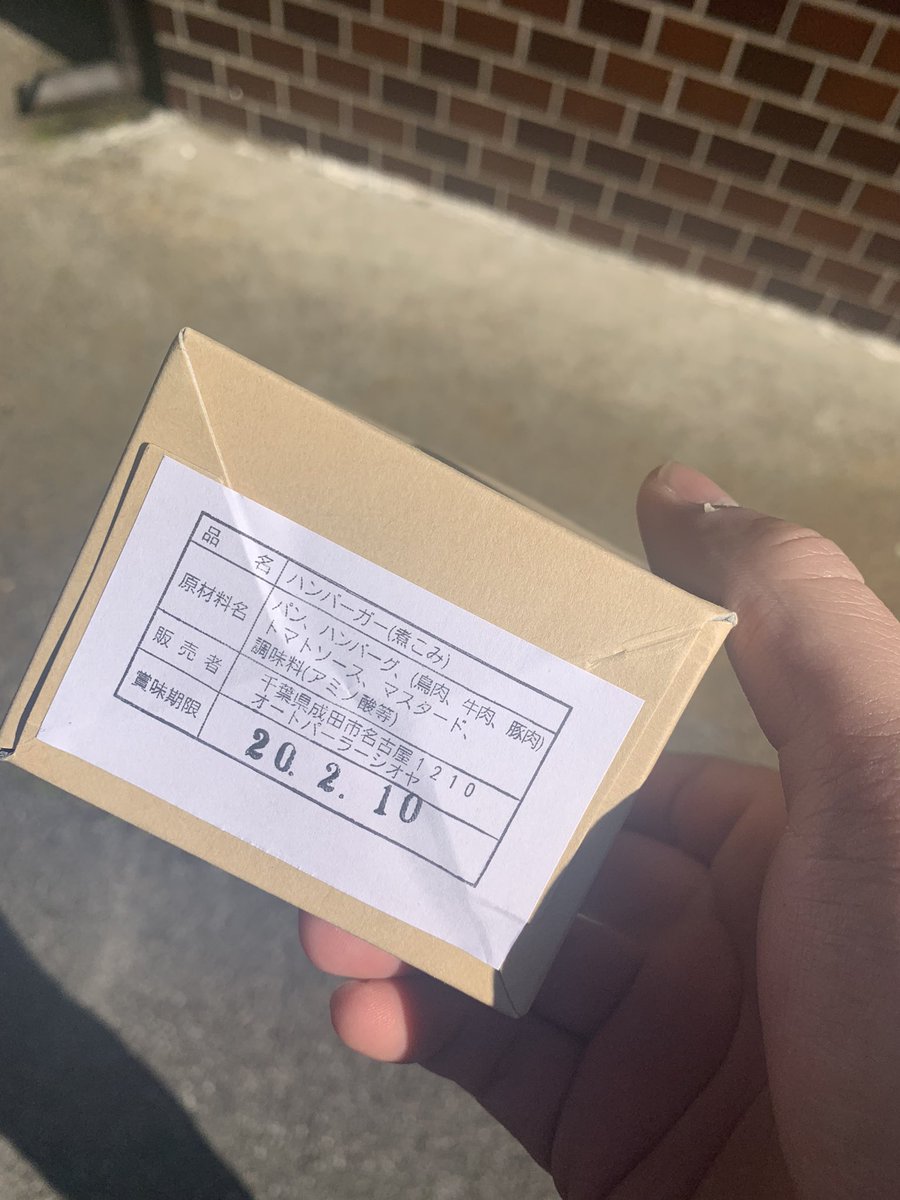 品 名 ハンバーガー(煮こみ)
原材料名 パン、ハンバーグ、(鳥肉、牛肉、豚肉)
トマトソース、マスタード、
調味料(アミノ酸等)
販売者 千葉県成田市名古屋1210
オートパーラーシオヤ
賞味期限 20. 2. 10